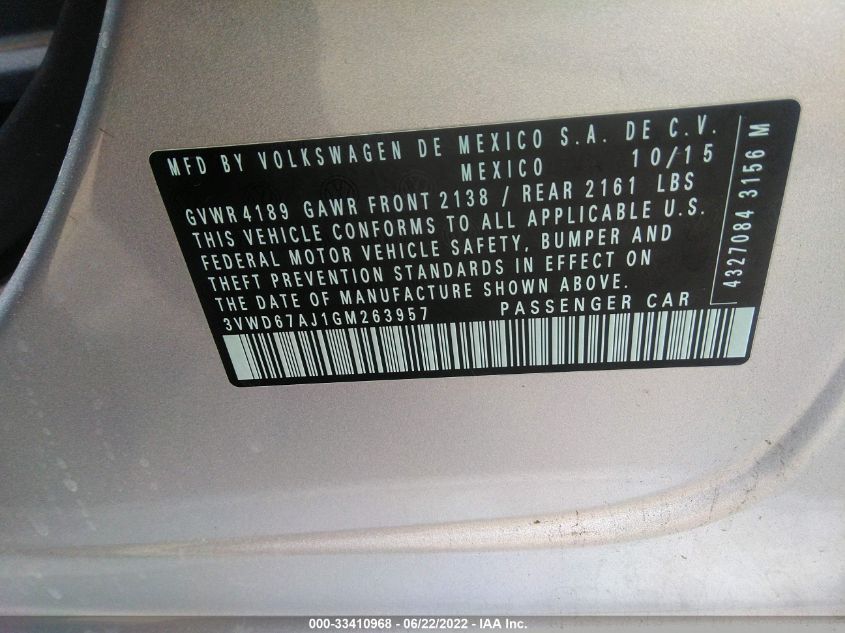 MFD BY VOLKSWAGEN DE MEXICO S.A. DE C.V.
MEXICO 10/15
GVWR 4189 GAWR FRONT 2138 / REAR 2161 LBS
THIS VEHICLE CONFORMS TO ALL APPLICABLE U.S.
FEDERAL MOTOR VEHICLE SAFETY, BUMPER AND
THEFT PREVENTION STANDARDS IN EFFECT ON
THE DATE OF MANUFACTURE SHOWN ABOVE.
3VWD67AJ1GM263957 PASSENGER CAR
4327084 3156 M
000-33410968 - 06/22/2022 - IAA Inc.